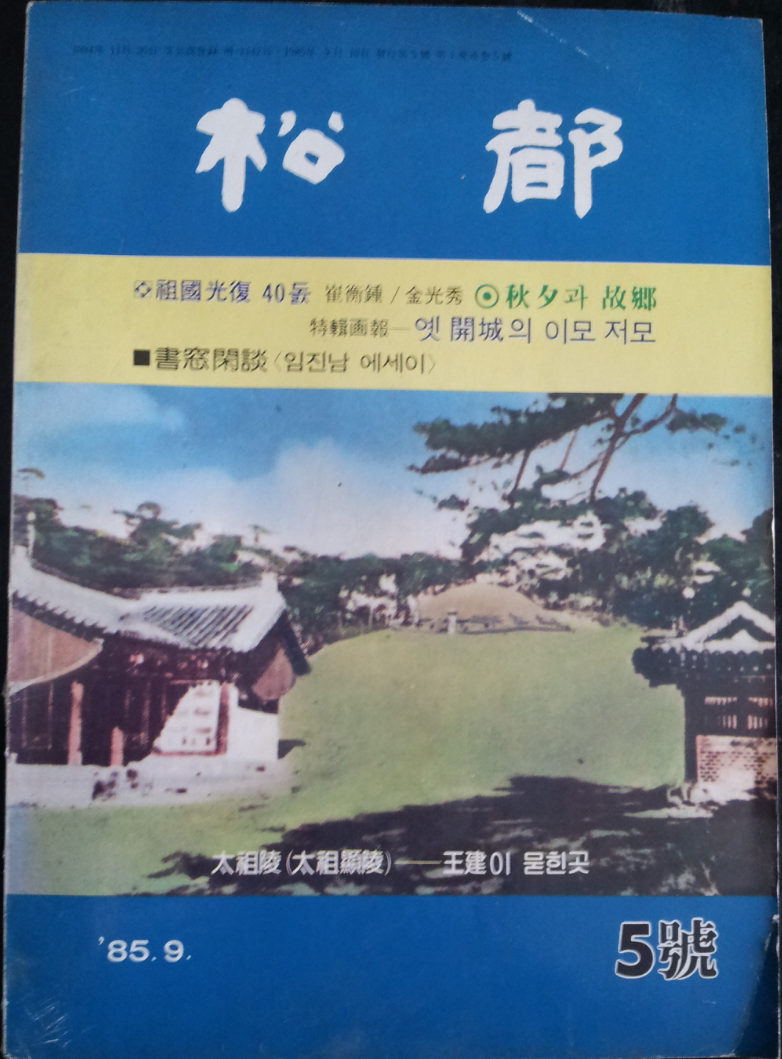 松都
❖祖國光復 40돐 崔衡鍾 / 金光秀 ⊙秋夕과 故鄕
特輯画報─옛 開城의 이모 저모
■書窓閑談〈임진남 에세이〉
太祖陵(太祖顯陵)──王建이 묻힌곳
'85. 9.
5號